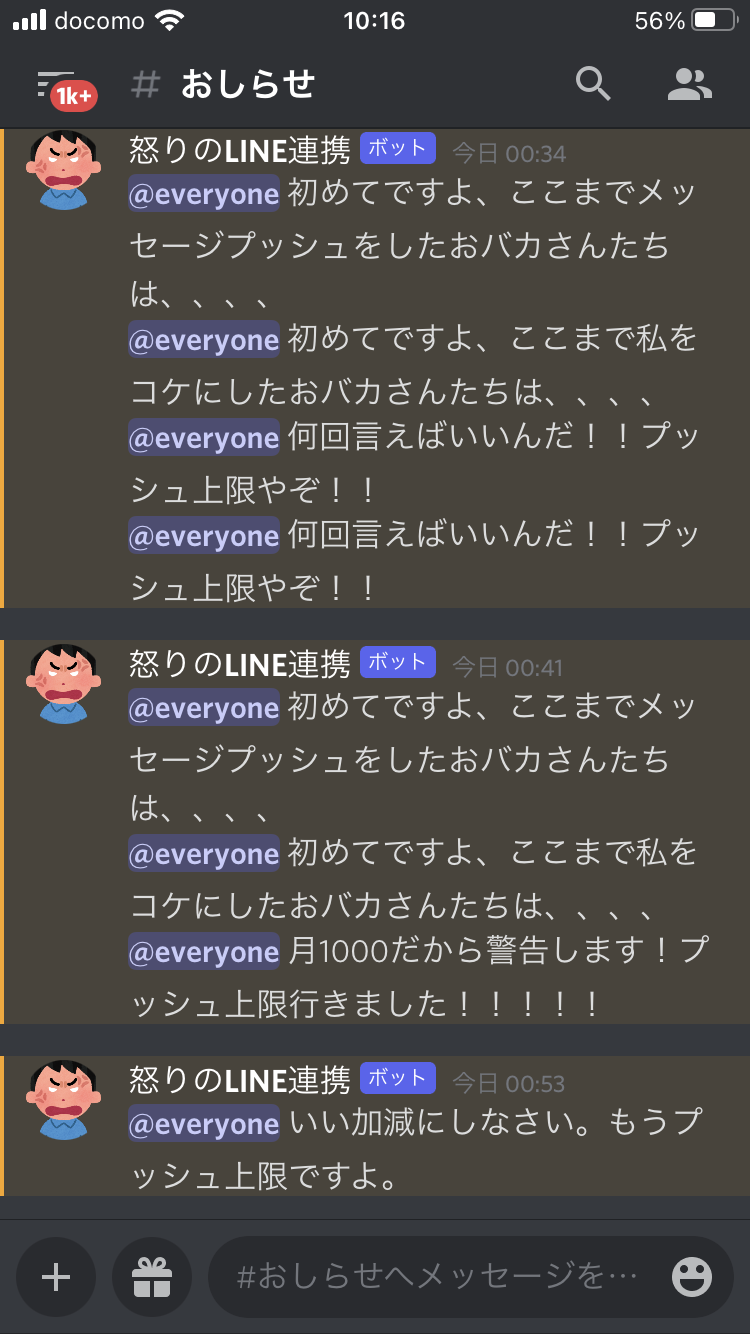 docomo 10:16 56%
1k+ # おしらせ
怒りのLINE連携 ボット 今日 00:34
@everyone 初めてですよ、ここまでメッ
セージプッシュをしたおバカさんたち
は、、、、
@everyone 初めてですよ、ここまで私を
コケにしたおバカさんたちは、、、、
@everyone 何回言えばいいんだ！！プッ
シュ上限やぞ！！
@everyone 何回言えばいいんだ！！プッ
シュ上限やぞ！！
怒りのLINE連携 ボット 今日 00:41
@everyone 初めてですよ、ここまでメッ
セージプッシュをしたおバカさんたち
は、、、、
@everyone 初めてですよ、ここまで私を
コケにしたおバカさんたちは、、、、
@everyone 月1000だから警告します！プ
ッシュ上限行きました！！！！！
怒りのLINE連携 ボット 今日 00:53
@everyone いい加減にしなさい。もうプ
ッシュ上限ですよ。
#おしらせへメッセージを…